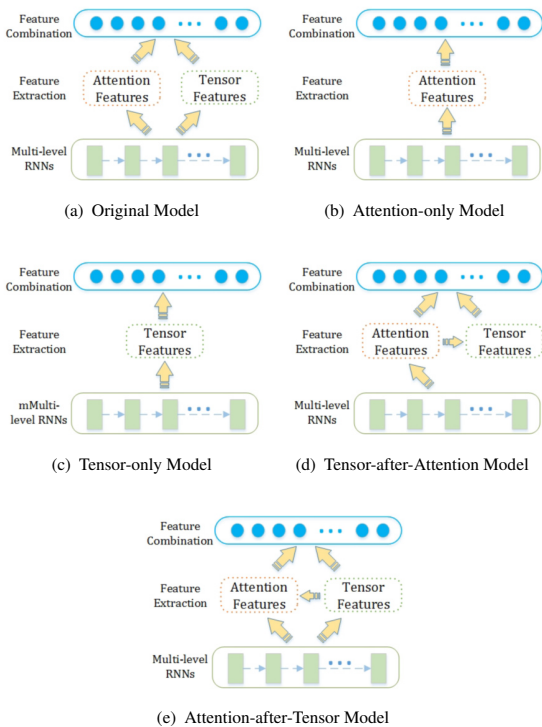 Feature
Combination
Feature
Extraction
Attention
Features
Tensor
Features
Multi-level
RNNs
(a) Original Model
Feature
Combination
Feature
Extraction
Attention
Features
Multi-level
RNNs
(b) Attention-only Model
Feature
Combination
Feature
Extraction
Tensor
Features
mMulti-
level RNNs
(c) Tensor-only Model
Feature
Combination
Feature
Extraction
Attention
Features
Tensor
Features
Multi-level
RNNs
(d) Tensor-after-Attention Model
Feature
Combination
Feature
Extraction
Attention
Features
Tensor
Features
Multi-level
RNNs
(e) Attention-after-Tensor Model